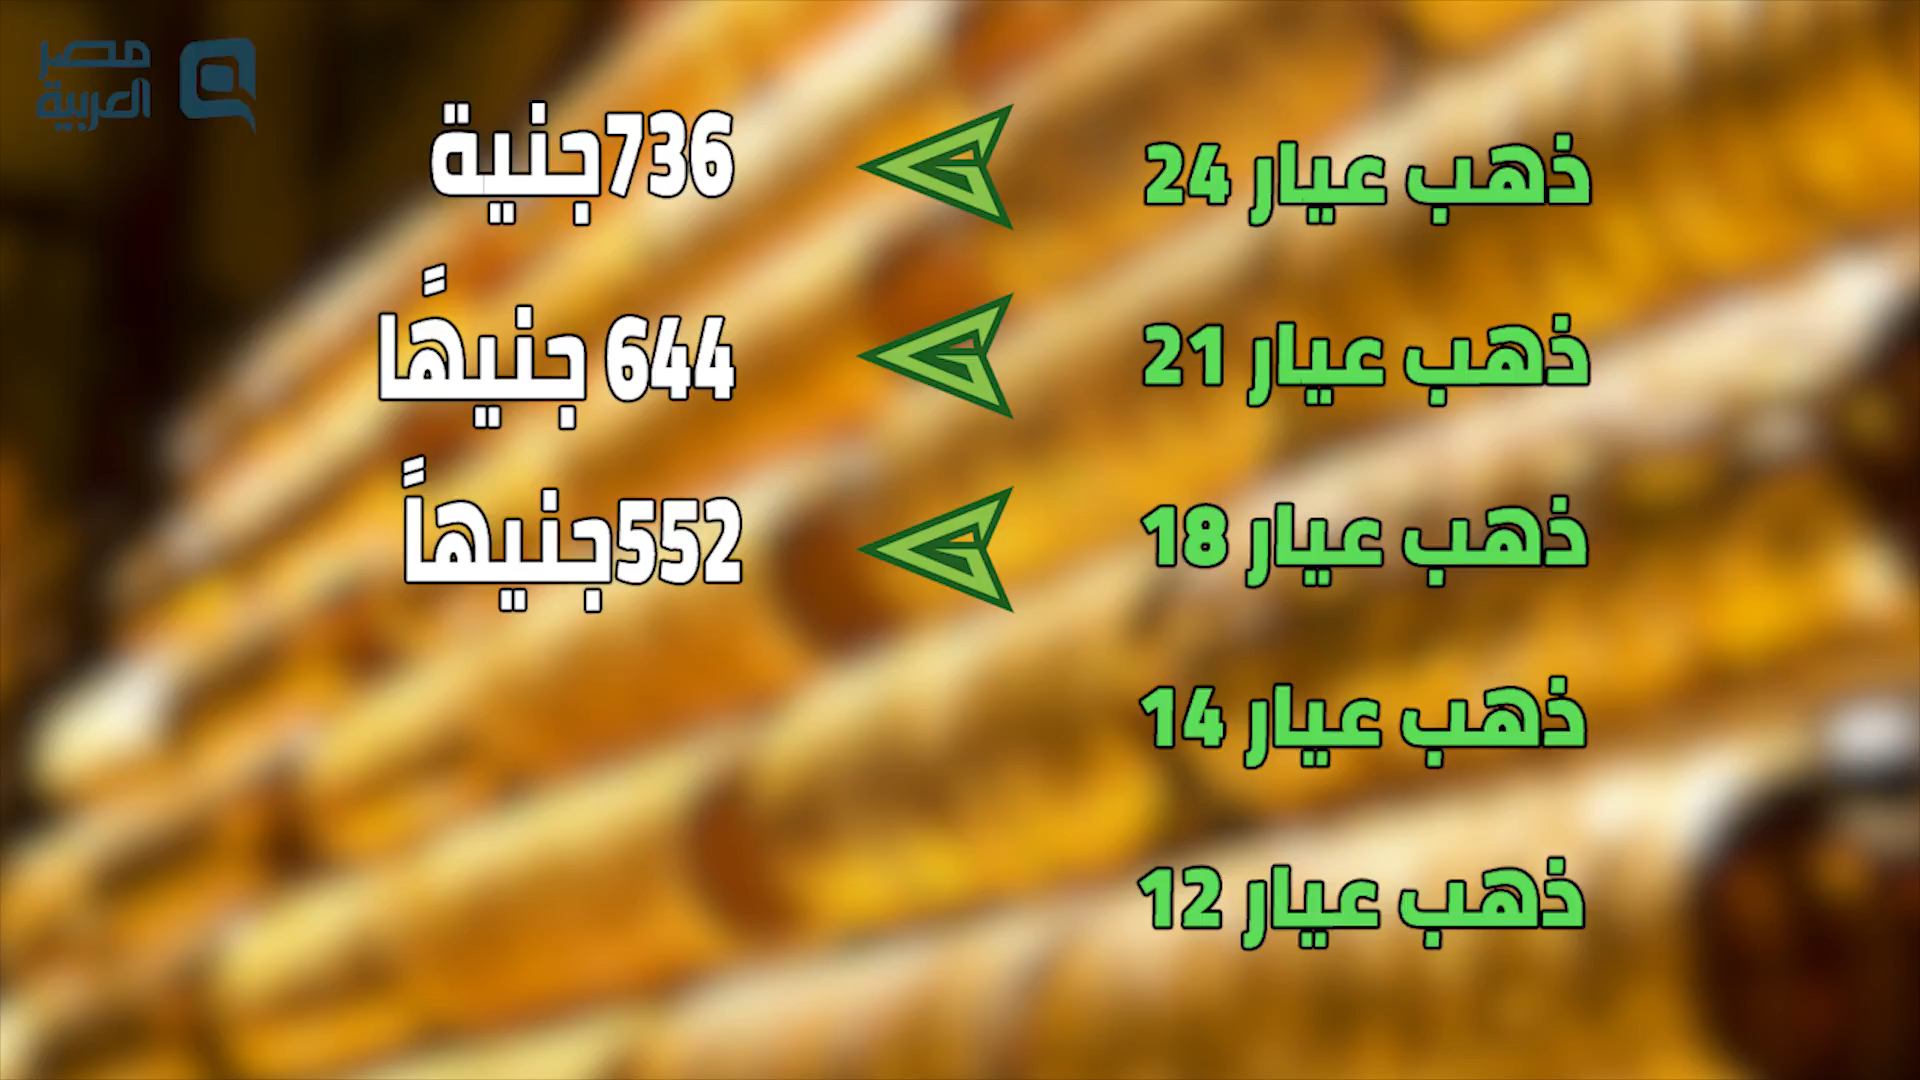 مصر
العربية
ذهب عيار 24 736جنية
ذهب عيار 21 644 جنيهًا
ذهب عيار 18 552جنيهاً
ذهب عيار 14
ذهب عيار 12